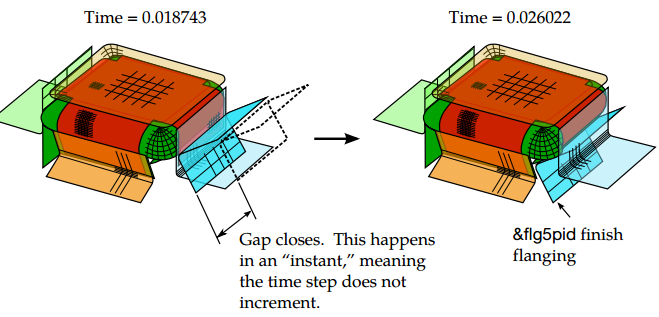 Time = 0.018743
Time = 0.026022
Gap closes.  This happens
in an “instant,” meaning
the time step does not
increment.
&flg5pid finish
flanging